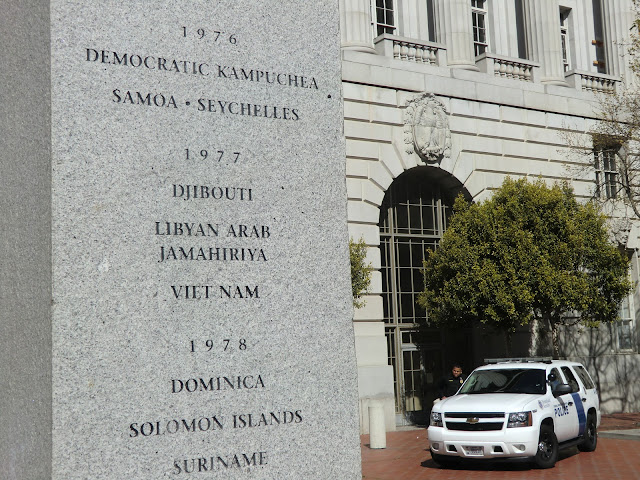 1976
DEMOCRATIC KAMPUCHEA
SAMOA • SEYCHELLES
1977
DJIBOUTI
LIBYAN ARAB
JAMAHIRIYA
VIET NAM
1978
DOMINICA
SOLOMON ISLANDS
SURINAME
POLICE